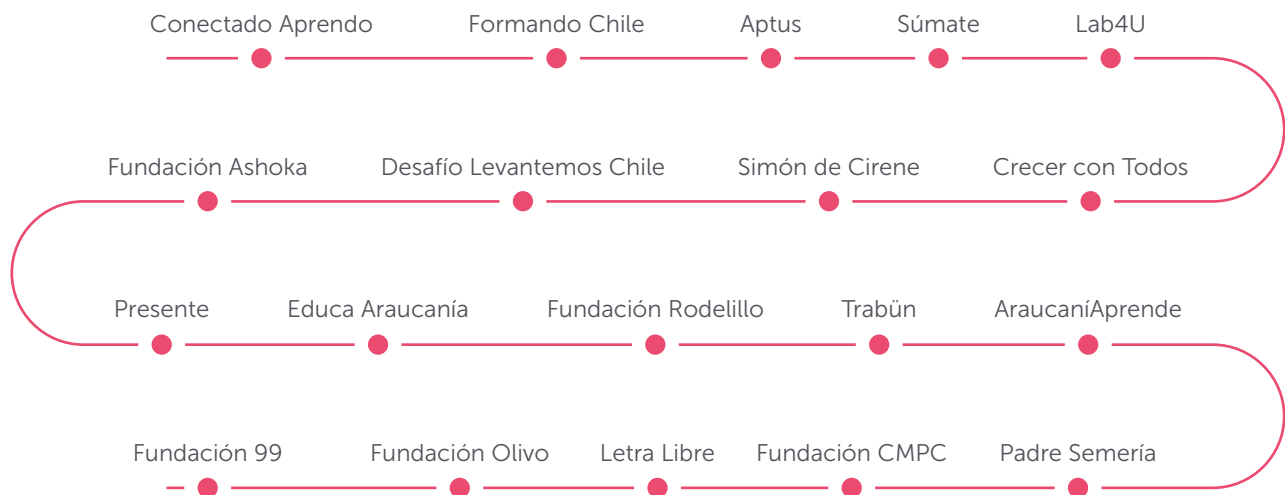 Conectado Aprendo Formando Chile Aptus Súmate Lab4U
Fundación Ashoka Desafío Levantemos Chile Simón de Cirene Crecer con Todos
Presente Educa Araucanía Fundación Rodelillo Trabün AraucaníAprende
Fundación 99 Fundación Olivo Letra Libre Fundación CMPC Padre Semería